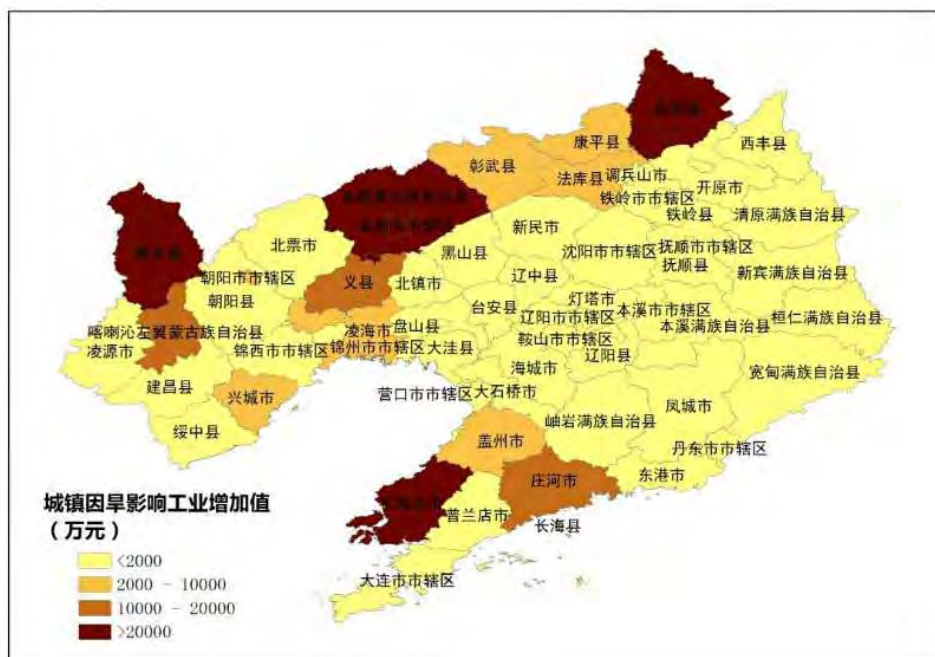 西丰县
康平县
彰武县
法库县
调兵山市
开原市
铁岭市市辖区
铁岭县
清原满族自治县
新民市
北票市
黑山县
沈阳市市辖区
抚顺市市辖区
抚顺县
新宾满族自治县
朝阳市市辖区
义县
北镇市
辽中县
朝阳县
台安县
灯塔市
本溪市市辖区
桓仁满族自治县
喀喇沁左翼蒙古族自治县
凌海市
盘山县
辽阳市市辖区
本溪满族自治县
凌源市
锦西市市辖区
锦州市市辖区
大洼县
鞍山市市辖区
辽阳县
海城市
宽甸满族自治县
建昌县
兴城市
营口市市辖区
大石桥市
岫岩满族自治县
凤城市
绥中县
盖州市
丹东市市辖区
东港市
庄河市
普兰店市
长海县
大连市市辖区
城镇因旱影响工业增加值
（万元）
<2000
2000 - 10000
10000 - 20000
>20000